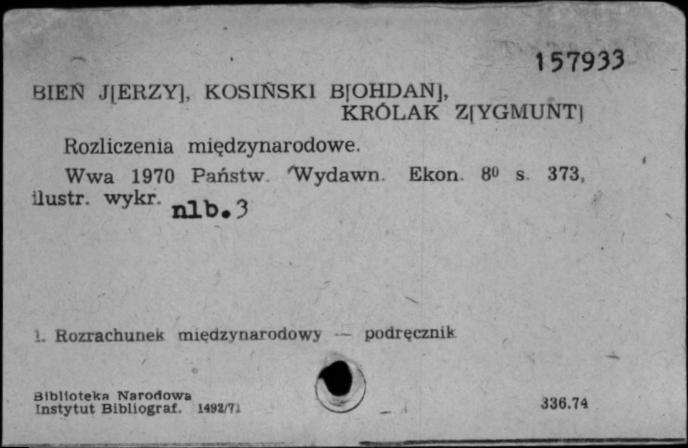 157933
BIEŃ J[ERZY], KOSIŃSKI B[OHDAN],
KRÓLAK Z[YGMUNT]
Rozliczenia międzynarodowe.
Wwa 1970 Państw. Wydawn. Ekon. 8⁰ s. 373,
ilustr. wykr. nlb. 3
1. Rozrachunek międzynarodowy — podręcznik
Biblioteka Narodowa
Instytut Bibliograf. 1492/71
336.74